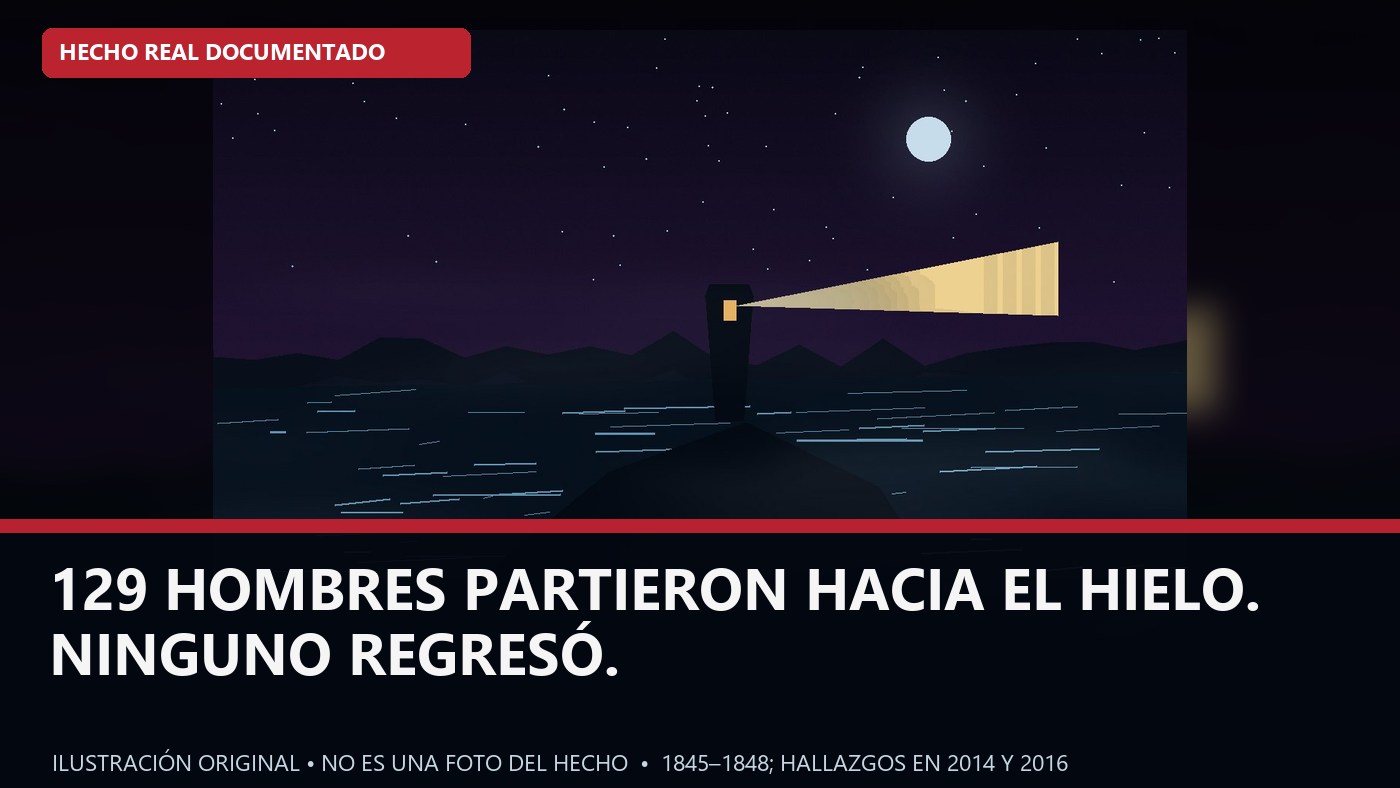 HECHO REAL DOCUMENTADO
129 HOMBRES PARTIERON HACIA EL HIELO.
NINGUNO REGRESÓ.
ILUSTRACIÓN ORIGINAL • NO ES UNA FOTO DEL HECHO • 1845–1848; HALLAZGOS EN 2014 Y 2016